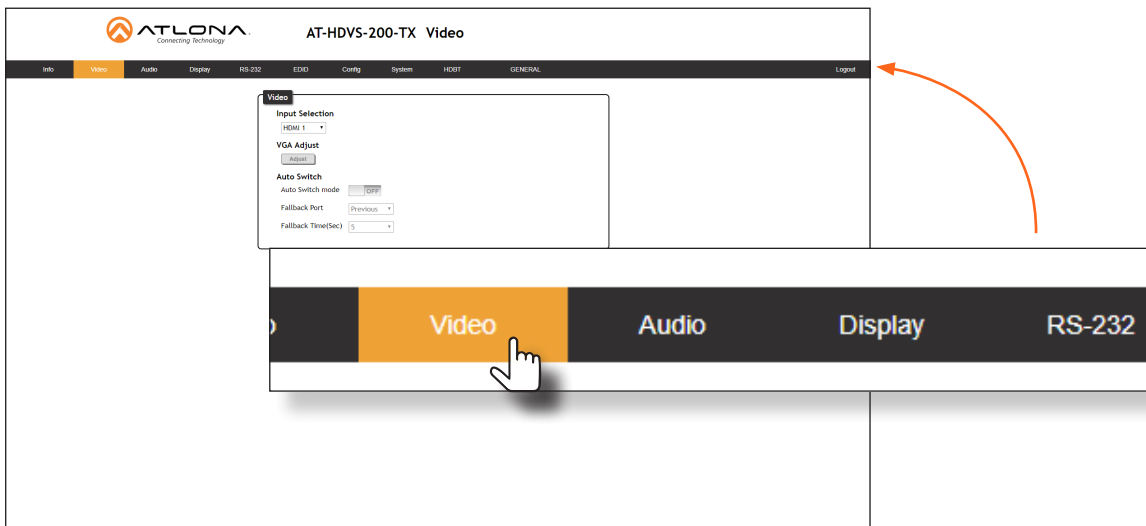 ATLONA.
Connecting Technology
AT-HDVS-200-TX Video
Info Video Audio Display RS-232 EDID Config System HDBT GENERAL Logout
Video
Input Selection
HDMI 1
VGA Adjust
Adjust
Auto Switch
Auto Switch mode OFF
Fallback Port Previous
Fallback Time(Sec) 5
o Video Audio Display RS-232